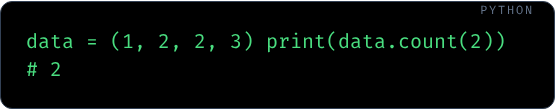 PYTHON
data = (1, 2, 2, 3) print(data.count(2))
# 2